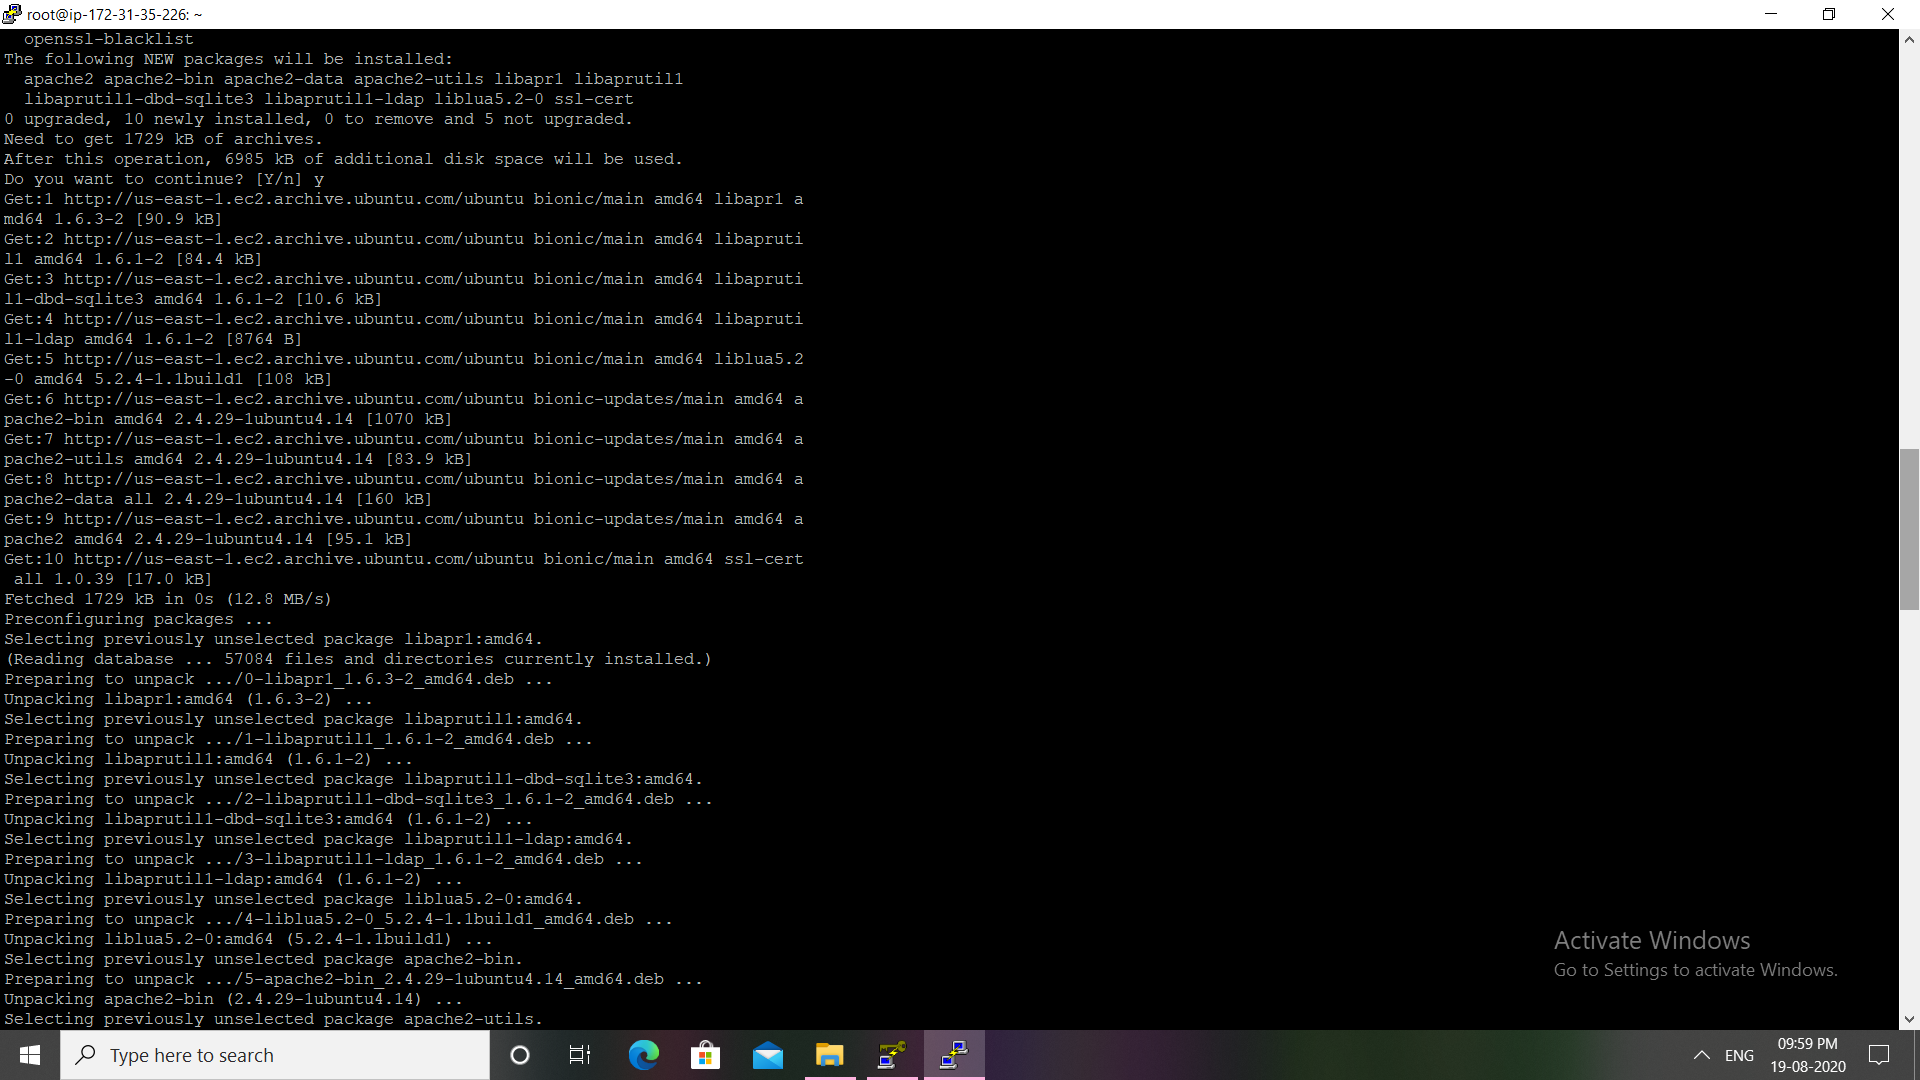 root@ip-172-31-35-226: ~
openssl-blacklist
The following NEW packages will be installed:
apache2 apache2-bin apache2-data apache2-utils libapr1 libaprutil1
libaprutil1-dbd-sqlite3 libaprutil1-ldap liblua5.2-0 ssl-cert
0 upgraded, 10 newly installed, 0 to remove and 5 not upgraded.
Need to get 1729 kB of archives.
After this operation, 6985 kB of additional disk space will be used.
Do you want to continue? [Y/n] y
Get:1 http://us-east-1.ec2.archive.ubuntu.com/ubuntu bionic/main amd64 libapr1 a
md64 1.6.3-2 [90.9 kB]
Get:2 http://us-east-1.ec2.archive.ubuntu.com/ubuntu bionic/main amd64 libapruti
l1 amd64 1.6.1-2 [84.4 kB]
Get:3 http://us-east-1.ec2.archive.ubuntu.com/ubuntu bionic/main amd64 libapruti
l1-dbd-sqlite3 amd64 1.6.1-2 [10.6 kB]
Get:4 http://us-east-1.ec2.archive.ubuntu.com/ubuntu bionic/main amd64 libapruti
l1-ldap amd64 1.6.1-2 [8764 B]
Get:5 http://us-east-1.ec2.archive.ubuntu.com/ubuntu bionic/main amd64 liblua5.2
-0 amd64 5.2.4-1.1build1 [108 kB]
Get:6 http://us-east-1.ec2.archive.ubuntu.com/ubuntu bionic-updates/main amd64 a
pache2-bin amd64 2.4.29-1ubuntu4.14 [1070 kB]
Get:7 http://us-east-1.ec2.archive.ubuntu.com/ubuntu bionic-updates/main amd64 a
pache2-utils amd64 2.4.29-1ubuntu4.14 [83.9 kB]
Get:8 http://us-east-1.ec2.archive.ubuntu.com/ubuntu bionic-updates/main amd64 a
pache2-data all 2.4.29-1ubuntu4.14 [160 kB]
Get:9 http://us-east-1.ec2.archive.ubuntu.com/ubuntu bionic-updates/main amd64 a
pache2 amd64 2.4.29-1ubuntu4.14 [95.1 kB]
Get:10 http://us-east-1.ec2.archive.ubuntu.com/ubuntu bionic/main amd64 ssl-cert
all 1.0.39 [17.0 kB]
Fetched 1729 kB in 0s (12.8 MB/s)
Preconfiguring packages ...
Selecting previously unselected package libapr1:amd64.
(Reading database ... 57084 files and directories currently installed.)
Preparing to unpack .../0-libapr1_1.6.3-2_amd64.deb ...
Unpacking libapr1:amd64 (1.6.3-2) ...
Selecting previously unselected package libaprutil1:amd64.
Preparing to unpack .../1-libaprutil1_1.6.1-2_amd64.deb ...
Unpacking libaprutil1:amd64 (1.6.1-2) ...
Selecting previously unselected package libaprutil1-dbd-sqlite3:amd64.
Preparing to unpack .../2-libaprutil1-dbd-sqlite3_1.6.1-2_amd64.deb ...
Unpacking libaprutil1-dbd-sqlite3:amd64 (1.6.1-2) ...
Selecting previously unselected package libaprutil1-ldap:amd64.
Preparing to unpack .../3-libaprutil1-ldap_1.6.1-2_amd64.deb ...
Unpacking libaprutil1-ldap:amd64 (1.6.1-2) ...
Selecting previously unselected package liblua5.2-0:amd64.
Preparing to unpack .../4-liblua5.2-0_5.2.4-1.1build1_amd64.deb ...
Unpacking liblua5.2-0:amd64 (5.2.4-1.1build1) ...
Selecting previously unselected package apache2-bin.
Preparing to unpack .../5-apache2-bin_2.4.29-1ubuntu4.14_amd64.deb ...
Unpacking apache2-bin (2.4.29-1ubuntu4.14) ...
Selecting previously unselected package apache2-utils.
Activate Windows
Go to Settings to activate Windows.
Type here to search
ENG
09:59 PM
19-08-2020